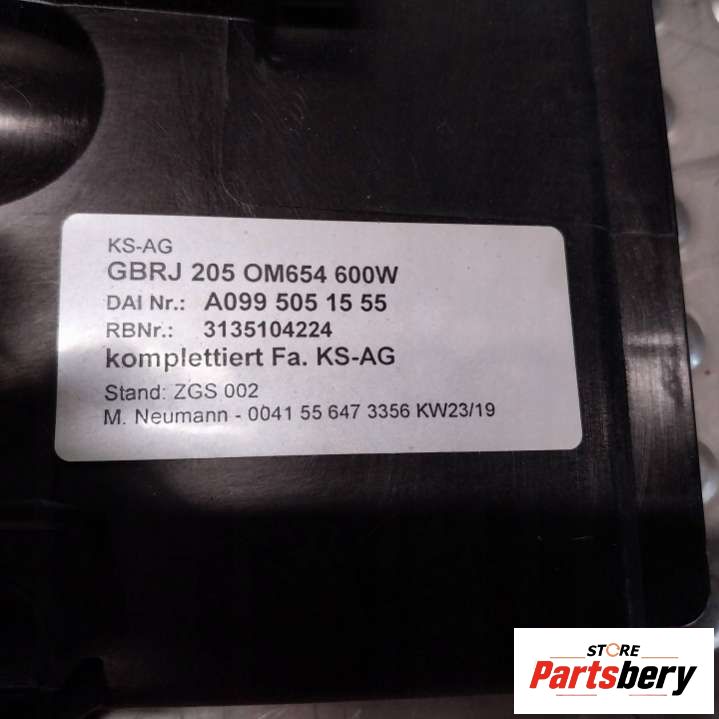 KS-AG
GBRJ 205 OM654 600W
DAI Nr.: A099 505 15 55
RBNr.: 3135104224
komplettiert Fa. KS-AG
Stand: ZGS 002
M. Neumann - 0041 55 647 3356 KW23/19
STORE
Partsbery